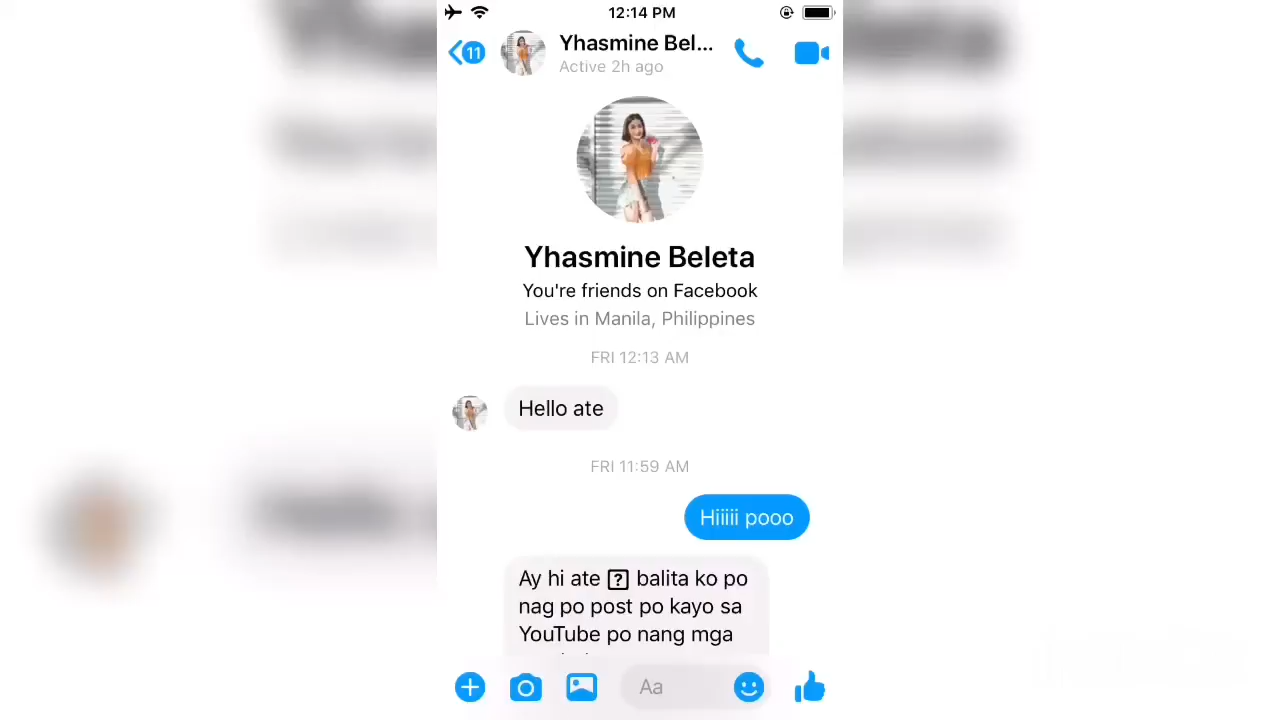 12:14 PM
11
Yhasmine Bel...
Active 2h ago
Yhasmine Beleta
You're friends on Facebook
Lives in Manila, Philippines
FRI 12:13 AM
Hello ate
FRI 11:59 AM
Hiiiii pooo
Ay hi ate ? balita ko po
nag po post po kayo sa
YouTube po nang mga
Aa